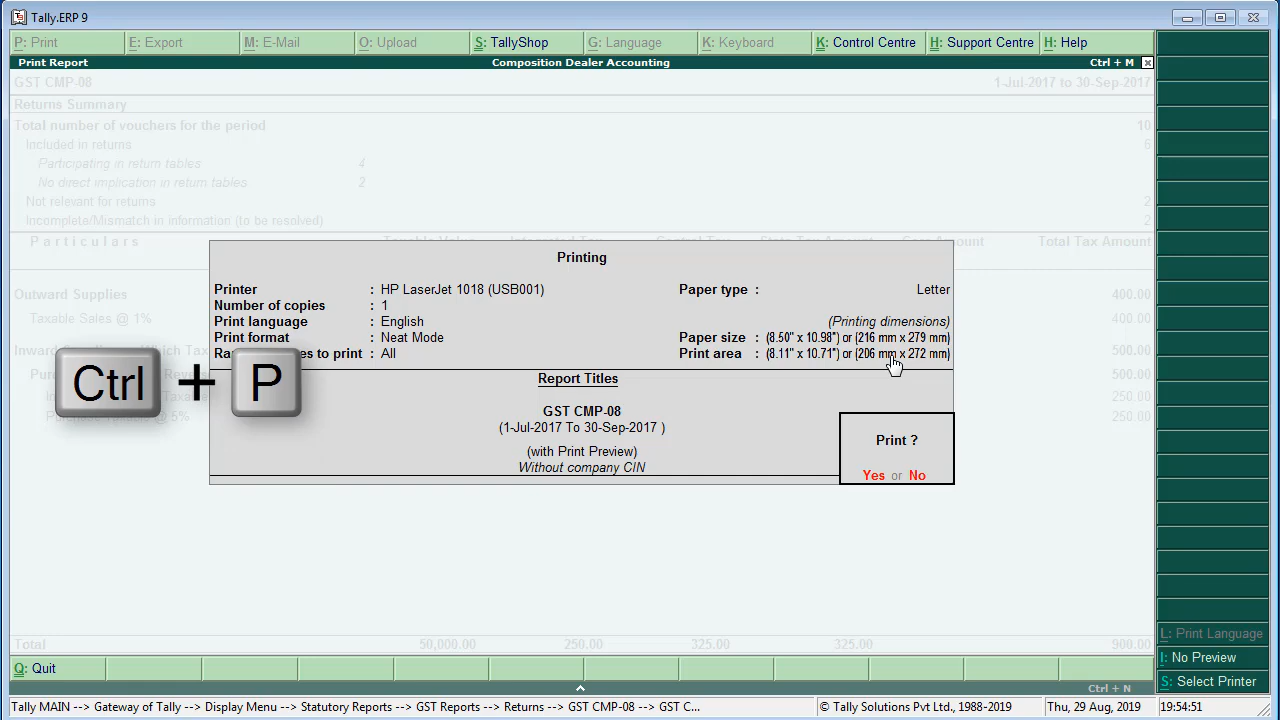 Tally.ERP 9
P: Print E: Export M: E-Mail O: Upload S: TallyShop G: Language K: Keyboard K: Control Centre H: Support Centre H: Help
Print Report Composition Dealer Accounting Ctrl + M
GST CMP-08 1-Jul-2017 to 30-Sep-2017
Returns Summary
Total number of vouchers for the period 10
Included in returns 6
Participating in return tables 4
No direct implication in return tables 2
Not relevant for returns 2
Incomplete/Mismatch in information (to be resolved) 2
Particulars Taxable Value Integrated Tax Central Tax State Tax Amount Cess Amount Total Tax Amount
Printing
Printer : HP LaserJet 1018 (USB001) Paper type : Letter
Number of copies : 1
Print language : English (Printing dimensions)
Print format : Neat Mode Paper size : (8.50" x 10.98") or (216 mm x 279 mm)
to print : All Print area : (8.11" x 10.71") or (206 mm x 272 mm)
Report Titles
GST CMP-08
(1-Jul-2017 To 30-Sep-2017 )
(with Print Preview)
Without company CIN
Print ?
Yes or No
Outward Supplies 400.00
Taxable Sales @ 1% 400.00
500.00
500.00
250.00
@ 5% 250.00
Ctrl + P
Total 50,000.00 250.00 325.00 325.00 900.00
L: Print Language
I: No Preview
S: Select Printer
Q: Quit
Ctrl + N
Tally MAIN --> Gateway of Tally --> Display Menu --> Statutory Reports --> GST Reports --> Returns --> GST CMP-08 --> GST C... © Tally Solutions Pvt Ltd., 1988-2019 Thu, 29 Aug, 2019 19:54:51